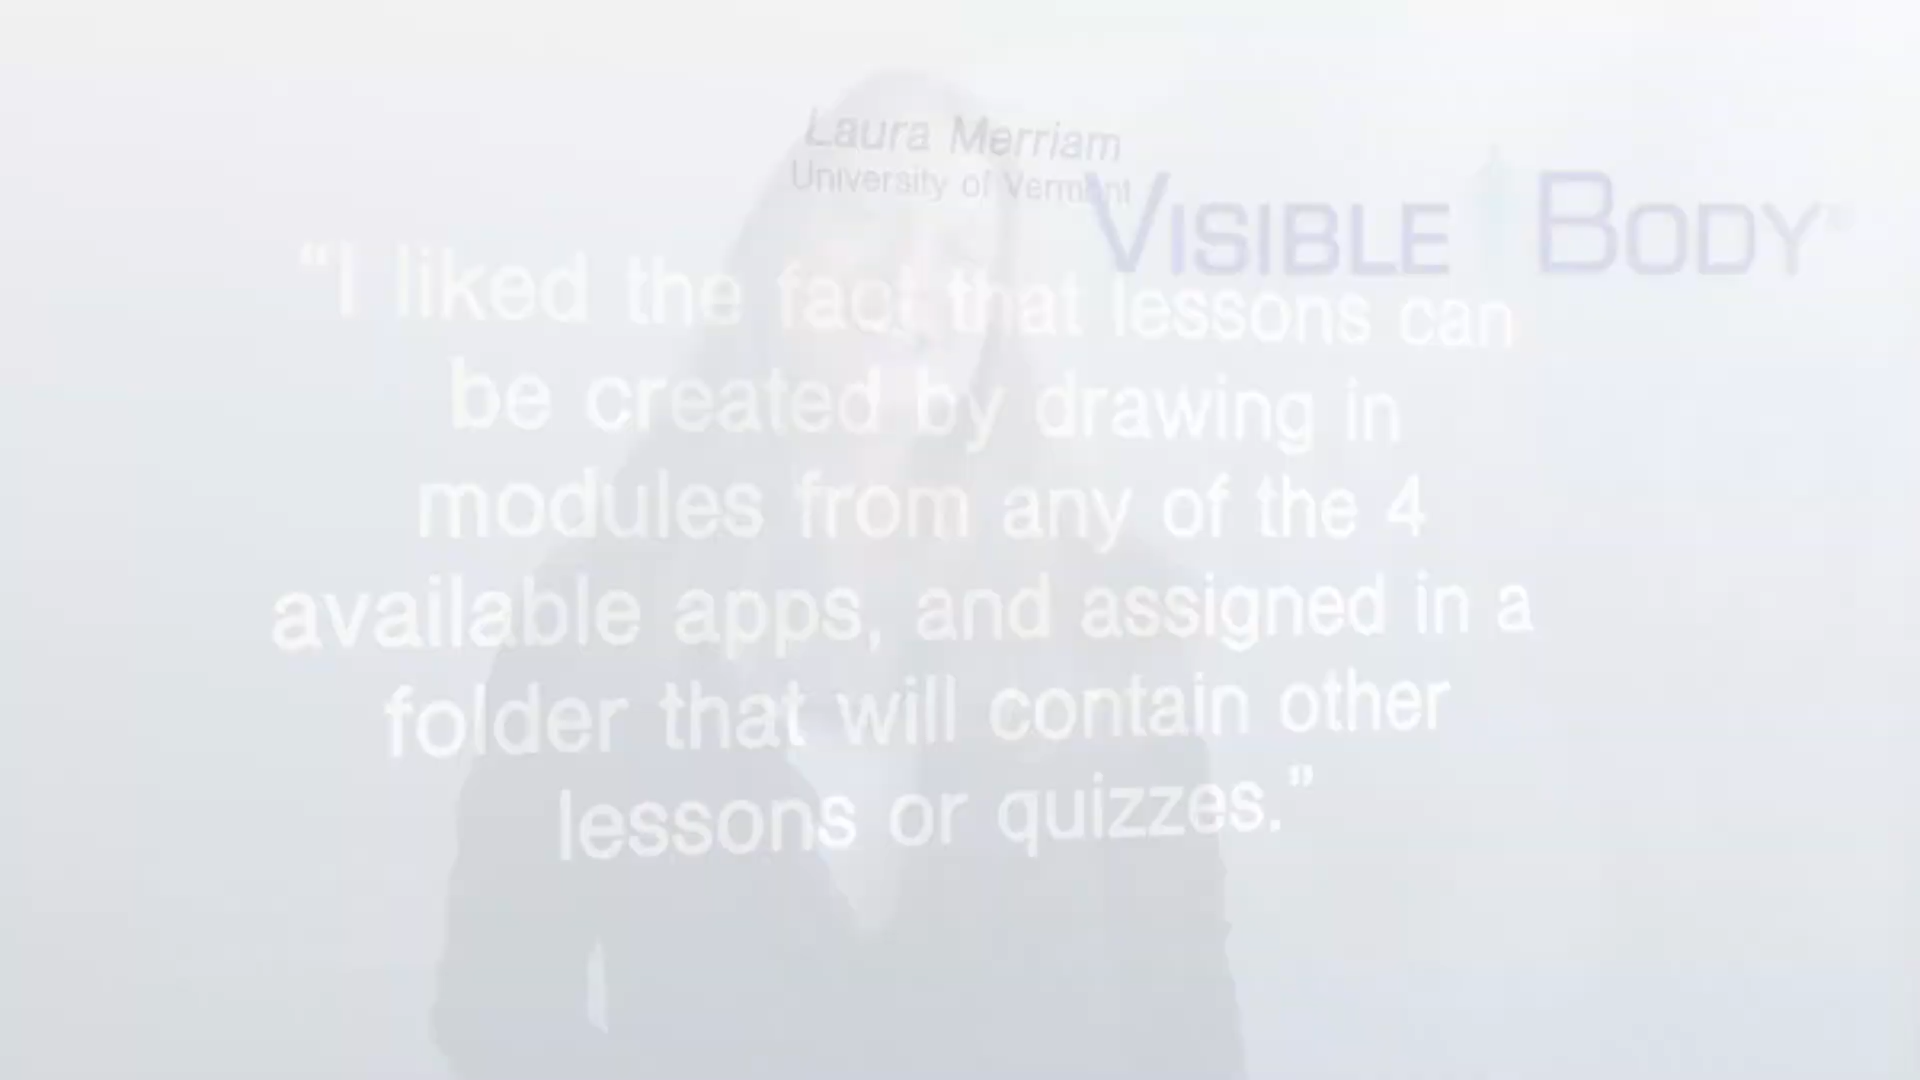 Laura Merriam
University of Vermont
VISIBLE BODY®
“I liked the fact that lessons can
be created by drawing in
modules from any of the 4
available apps, and assigned in a
folder that will contain other
lessons or quizzes.”